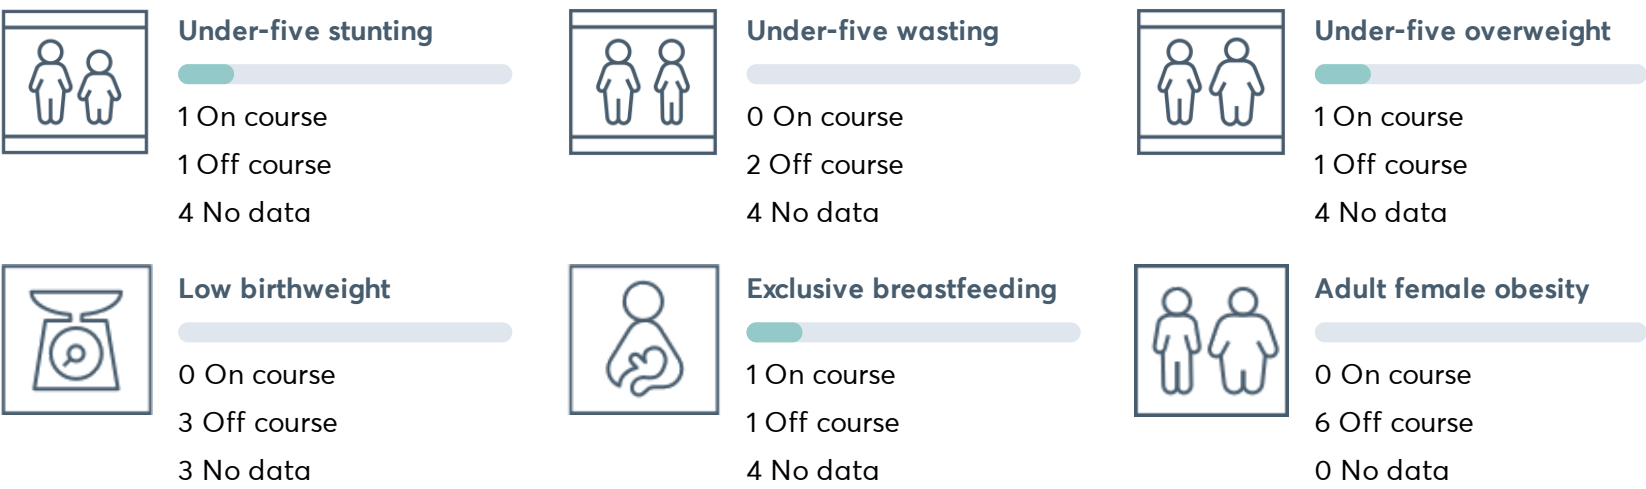 Under-five stunting
1 On course
1 Off course
4 No data
Under-five wasting
0 On course
2 Off course
4 No data
Under-five overweight
1 On course
1 Off course
4 No data
Low birthweight
0 On course
3 Off course
3 No data
Exclusive breastfeeding
1 On course
1 Off course
4 No data
Adult female obesity
0 On course
6 Off course
0 No data